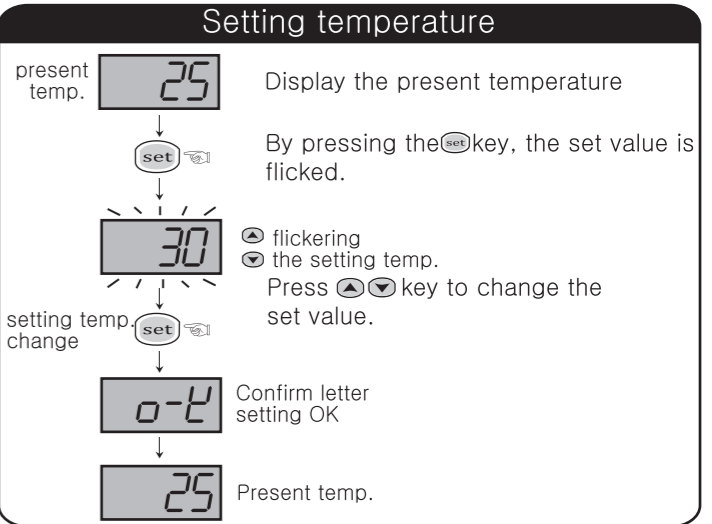 Setting temperature
present
temp.
25
Display the present temperature
set
By pressing the set key, the set value is
flicked.
30
flickering
the setting temp.
Press key to change the
set value.
setting temp.
change
set
o-k
Confirm letter
setting OK
25
Present temp.